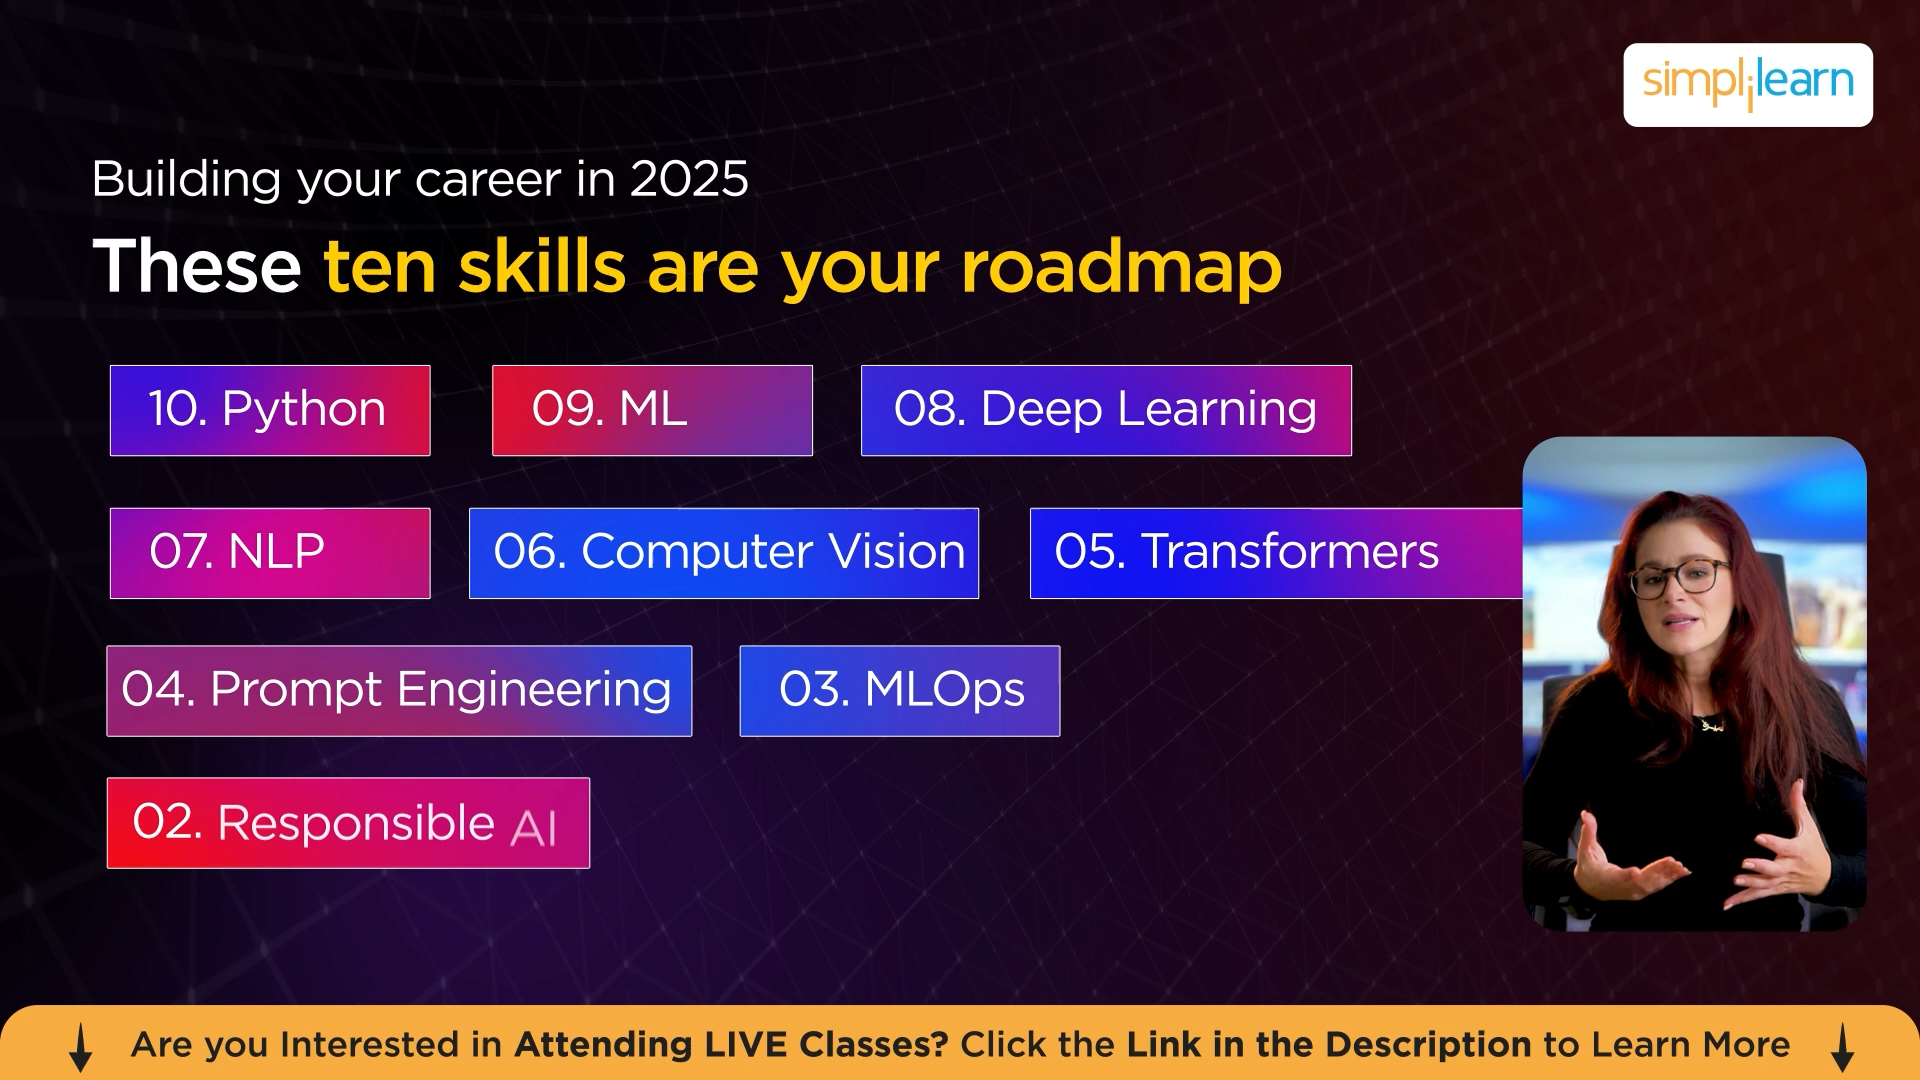 simplilearn
Building your career in 2025
These ten skills are your roadmap
10. Python
09. ML
08. Deep Learning
07. NLP
06. Computer Vision
05. Transformers
04. Prompt Engineering
03. MLOps
02. Responsible AI
Are you Interested in Attending LIVE Classes? Click the Link in the Description to Learn More